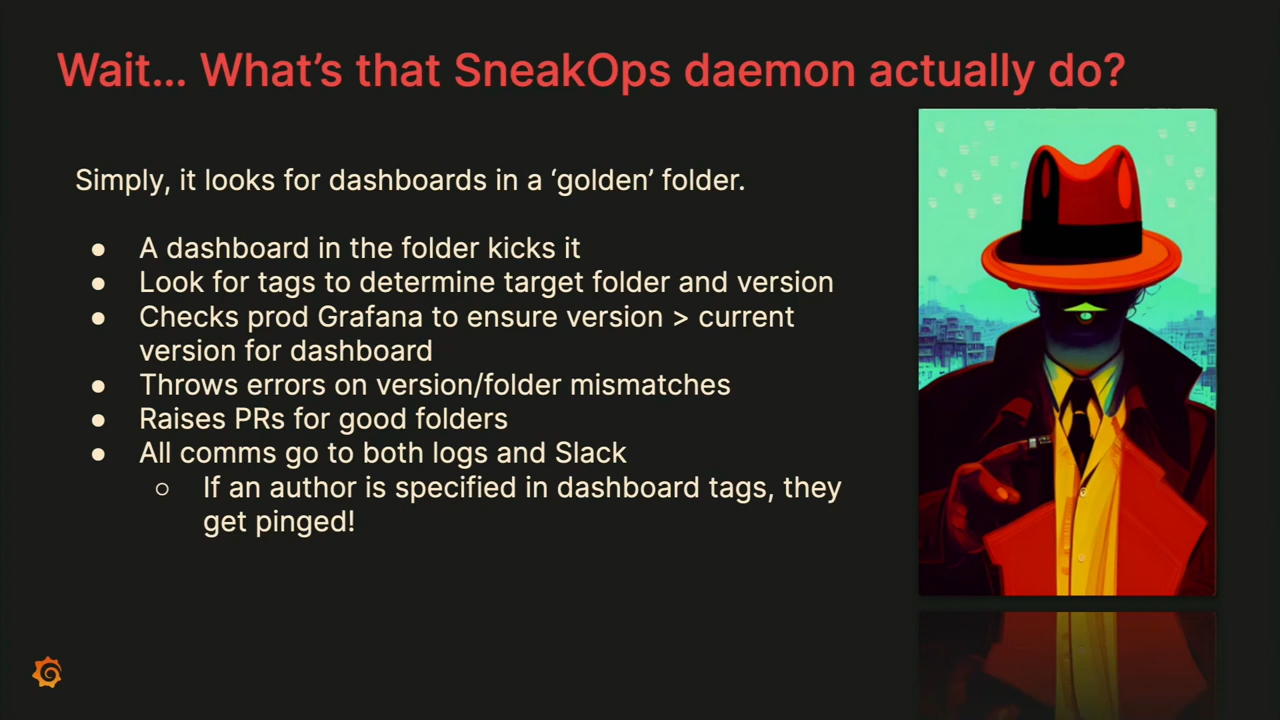 Wait... What’s that SneakOps daemon actually do?
Simply, it looks for dashboards in a ‘golden’ folder.
● A dashboard in the folder kicks it
● Look for tags to determine target folder and version
● Checks prod Grafana to ensure version > current
version for dashboard
● Throws errors on version/folder mismatches
● Raises PRs for good folders
● All comms go to both logs and Slack
○ If an author is specified in dashboard tags, they
get pinged!